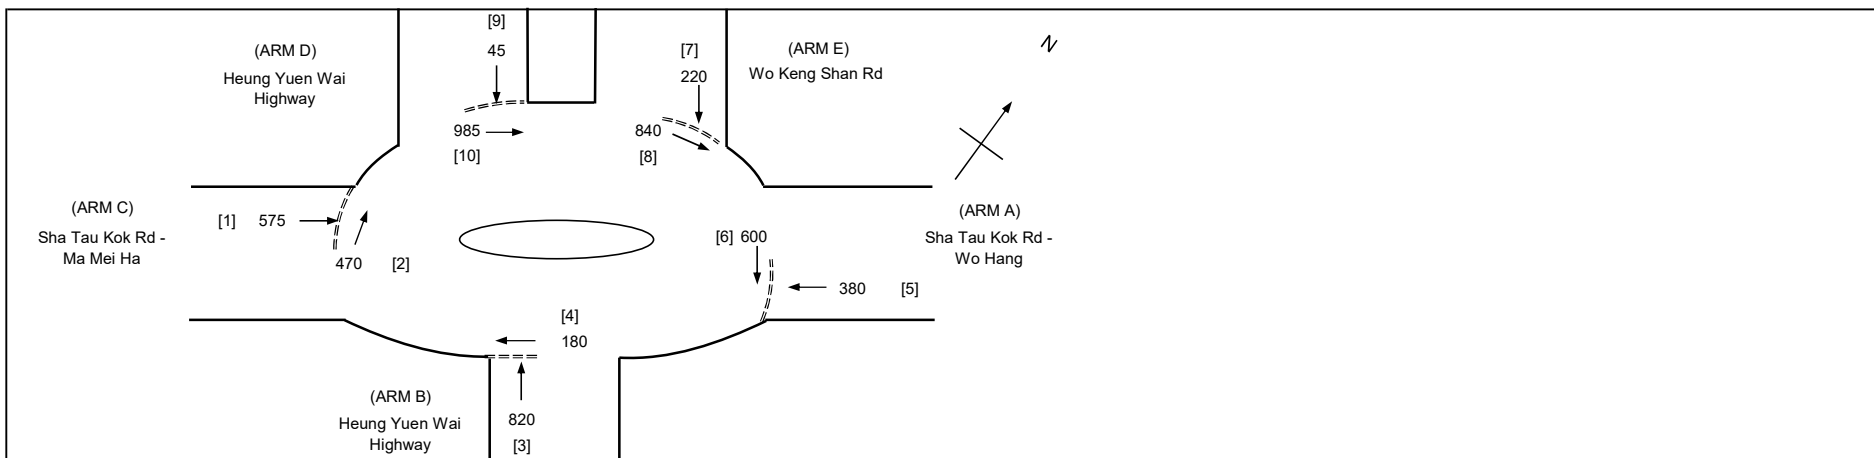 [9]
(ARM D)
45
[7]
(ARM E)
N
Heung Yuen Wai
Highway
220
Wo Keng Shan Rd
985
840
[10]
[8]
(ARM C)
[1] 575
(ARM A)
Sha Tau Kok Rd -
Ma Mei Ha
[6] 600
Sha Tau Kok Rd -
Wo Hang
470 [2]
380 [5]
[4]
180
(ARM B)
Heung Yuen Wai
Highway
820
[3]